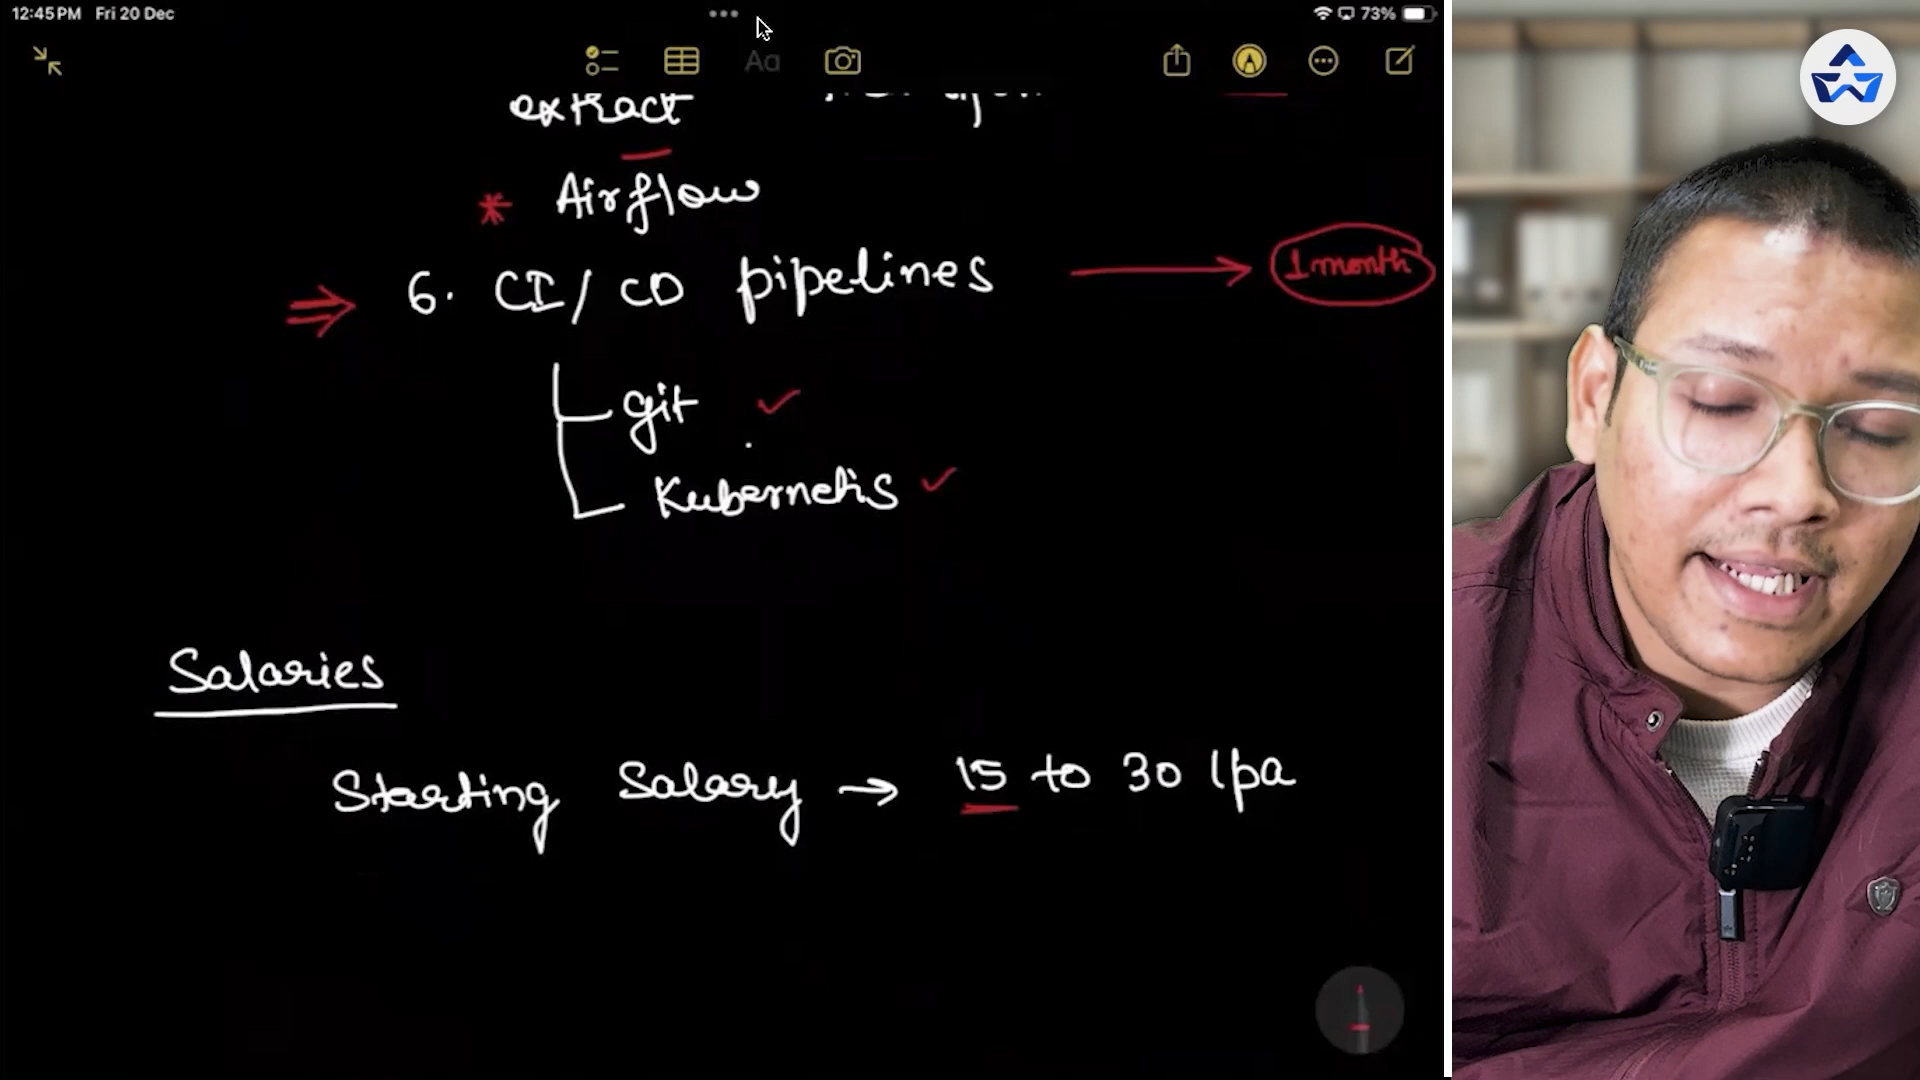 12:45 PM Fri 20 Dec
73%
Aa
extract
* Airflow
⇒ 6. CI/CD pipelines → 1 month
git ✓
Kubernetis ✓
Salaries
Starting Salary → 15 to 30 lpa